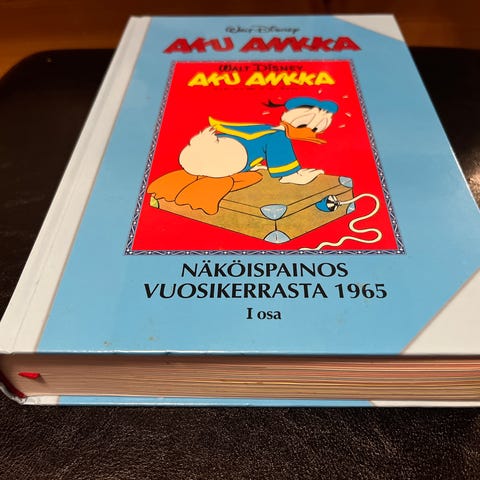 Walt Disney
AKU ANKKA
WALT DISNEY
AKU ANKKA
NÄKÖISPAINOS
VUOSIKERRASTA 1965
I osa